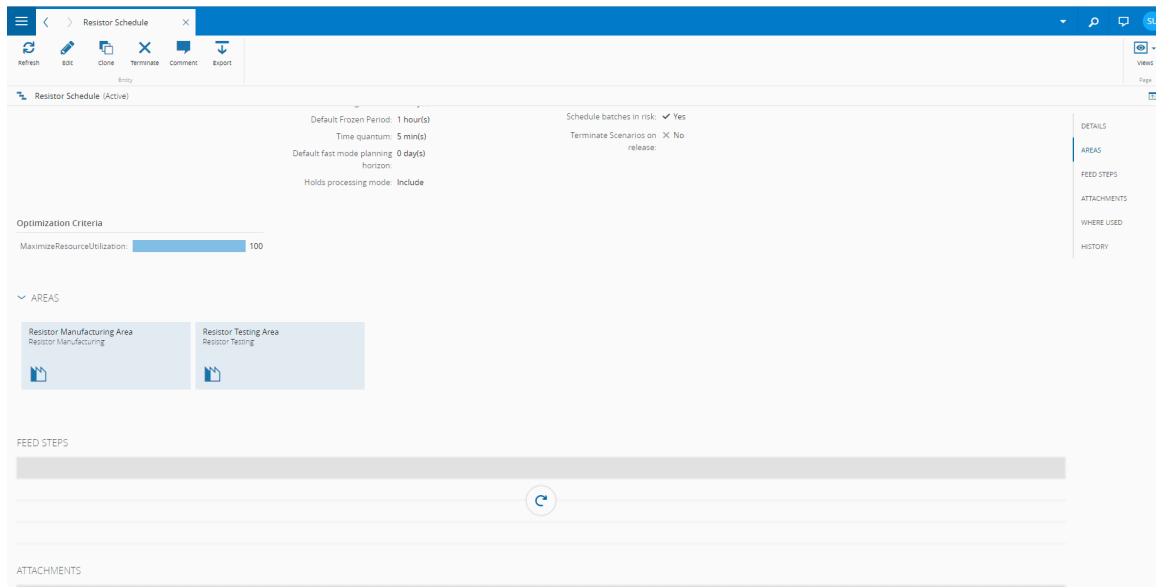 Resistor Schedule
SU
Refresh
Edit
Clone
Terminate
Comment
Export
Views
Entity
Page
Resistor Schedule (Active)
Default Frozen Period: 1 hour(s)
Time quantum: 5 min(s)
Default fast mode planning horizon: 0 day(s)
Holds processing mode: Include
Schedule batches in risk: Yes
Terminate Scenarios on release: No
DETAILS
AREAS
FEED STEPS
ATTACHMENTS
WHERE USED
HISTORY
Optimization Criteria
MaximizeResourceUtilization: 100
AREAS
Resistor Manufacturing Area
Resistor Manufacturing
Resistor Testing Area
Resistor Testing
FEED STEPS
ATTACHMENTS